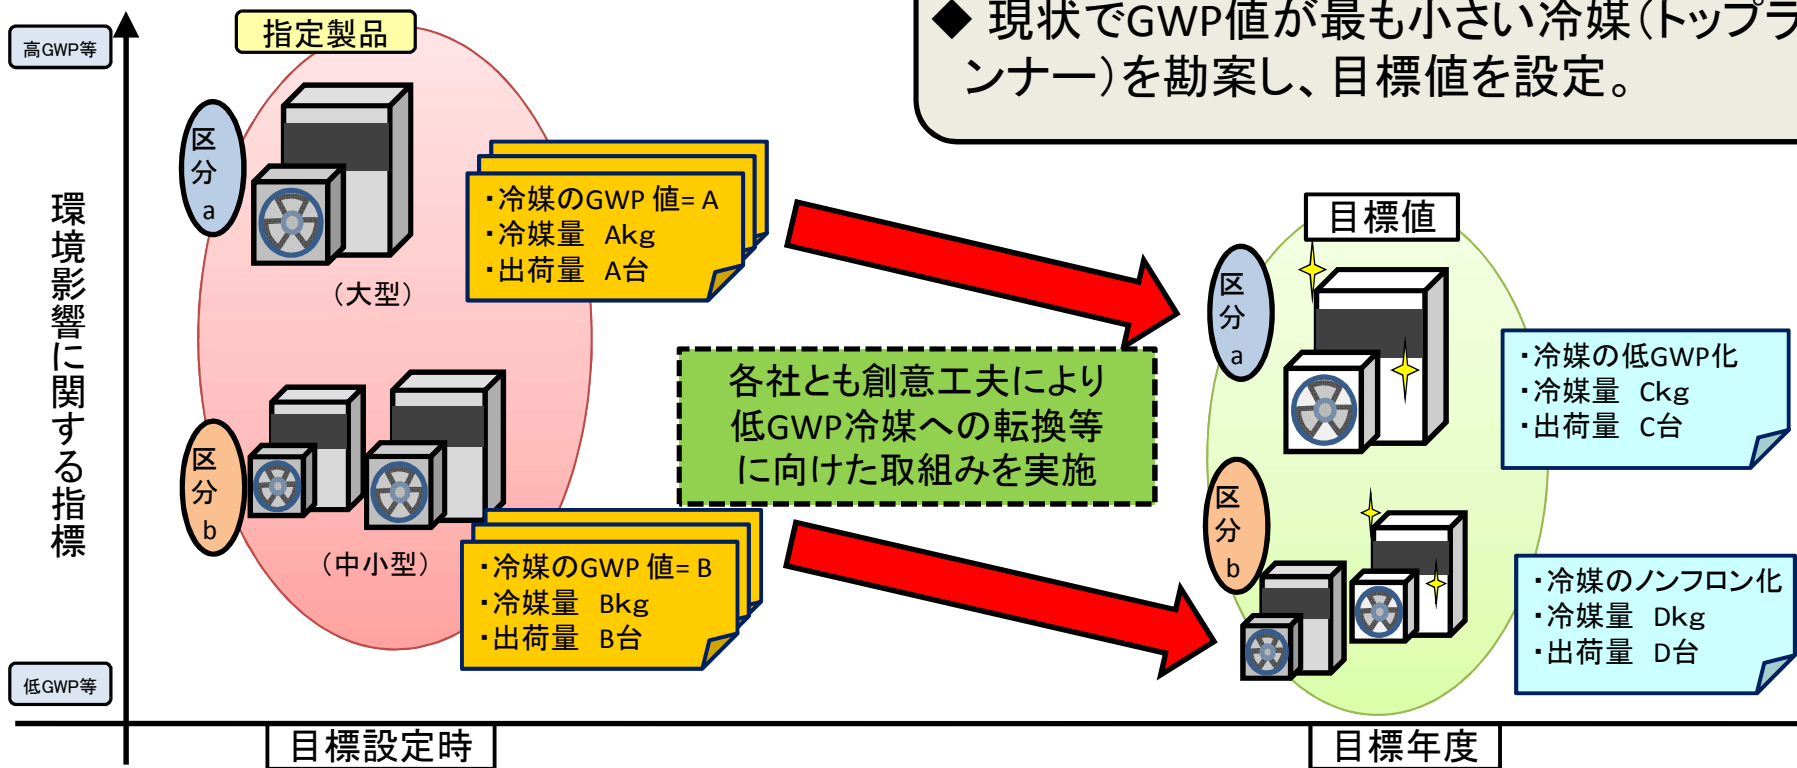 ◆ 現状でGWP値が最も小さい冷媒（トップラ
ンナー）を勘案し、目標値を設定。
高GWP等
環境影響に関する指標
低GWP等
指定製品
区分a
（大型）
・冷媒のGWP 値= A
・冷媒量 Akg
・出荷量 A台
区分b
（中小型）
・冷媒のGWP 値= B
・冷媒量 Bkg
・出荷量 B台
各社とも創意工夫により
低GWP冷媒への転換等
に向けた取組みを実施
目標値
区分a
・冷媒の低GWP化
・冷媒量 Ckg
・出荷量 C台
区分b
・冷媒のノンフロン化
・冷媒量 Dkg
・出荷量 D台
目標設定時
目標年度